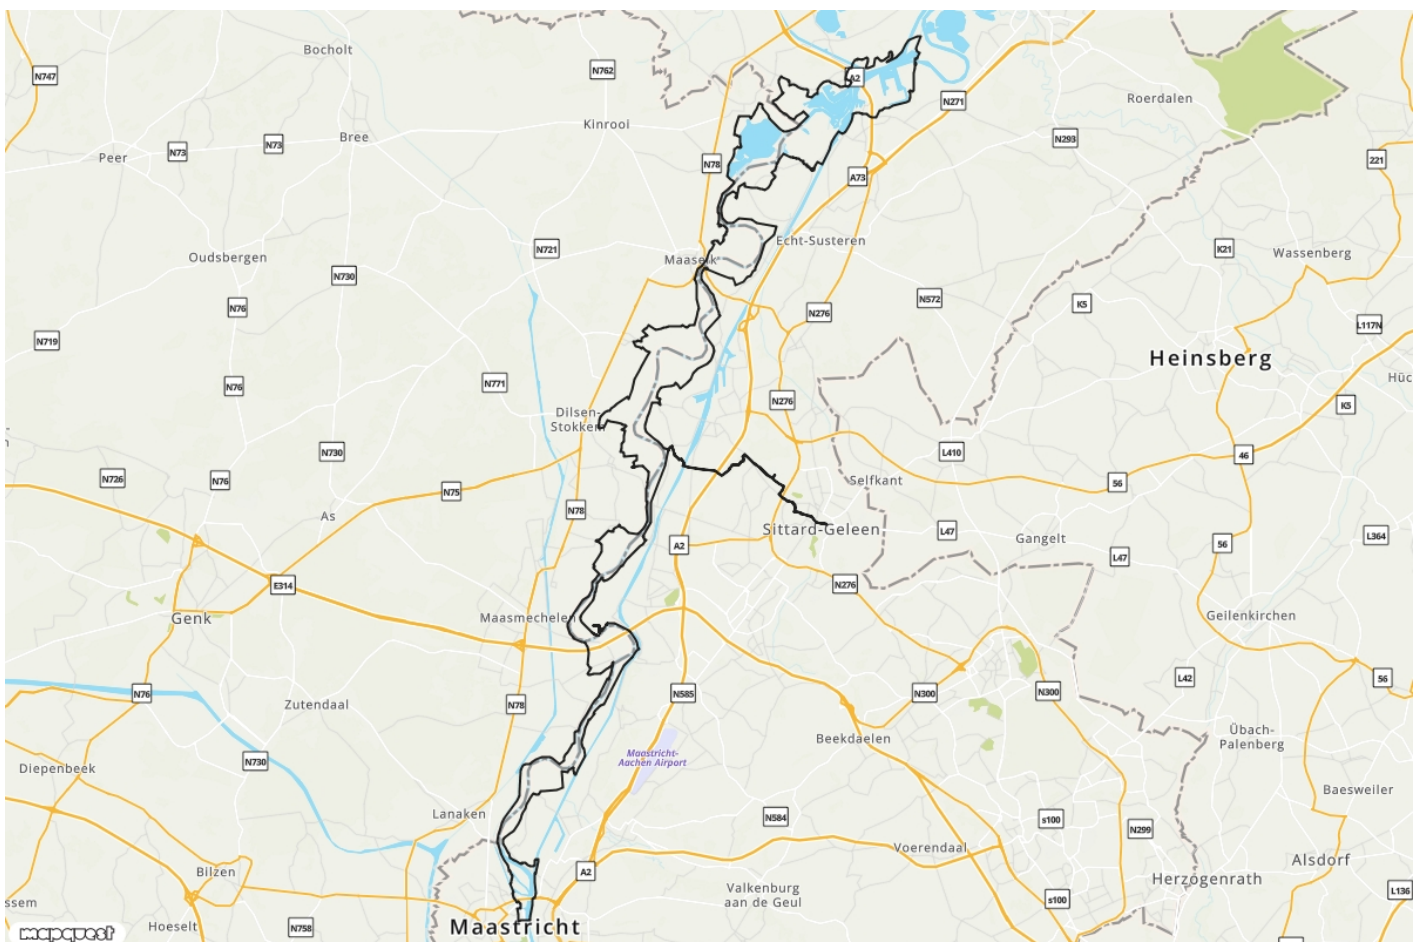 Bocholt
N747
N762
A2
N271
Roerdalen
Kinrooi
Bree
N73
N73
Peer
N293
N78
221
A73
Echt-Susteren
K21
N721
Oudsbergen
Maaseik
Wassenberg
N730
N76
N572
K5
N276
N719
L117N
Heinsberg
N76
N771
Hüc
N276
K5
Dilsen-
Stokkem
N730
L410
46
N726
N76
N75
Selfkant
56
N78
As
Sittard-Geleen
L47
Gangelt
L364
A2
56
L47
E314
N276
Genk
Maasmechelen
Geilenkirchen
N76
L42
56
N585
N300
N300
Zutendaal
N78
Übach-
Palenberg
Beekdaelen
Maastricht-
Aachen Airport
N730
Diepenbeek
Baesweiler
Lanaken
N584
s100
N299
Voerendaal
Alsdorf
Bilzen
A2
Herzogenrath
Valkenburg
aan de Geul
L136
s100
ssem
Hoeselt
N758
Maastricht
mapquest